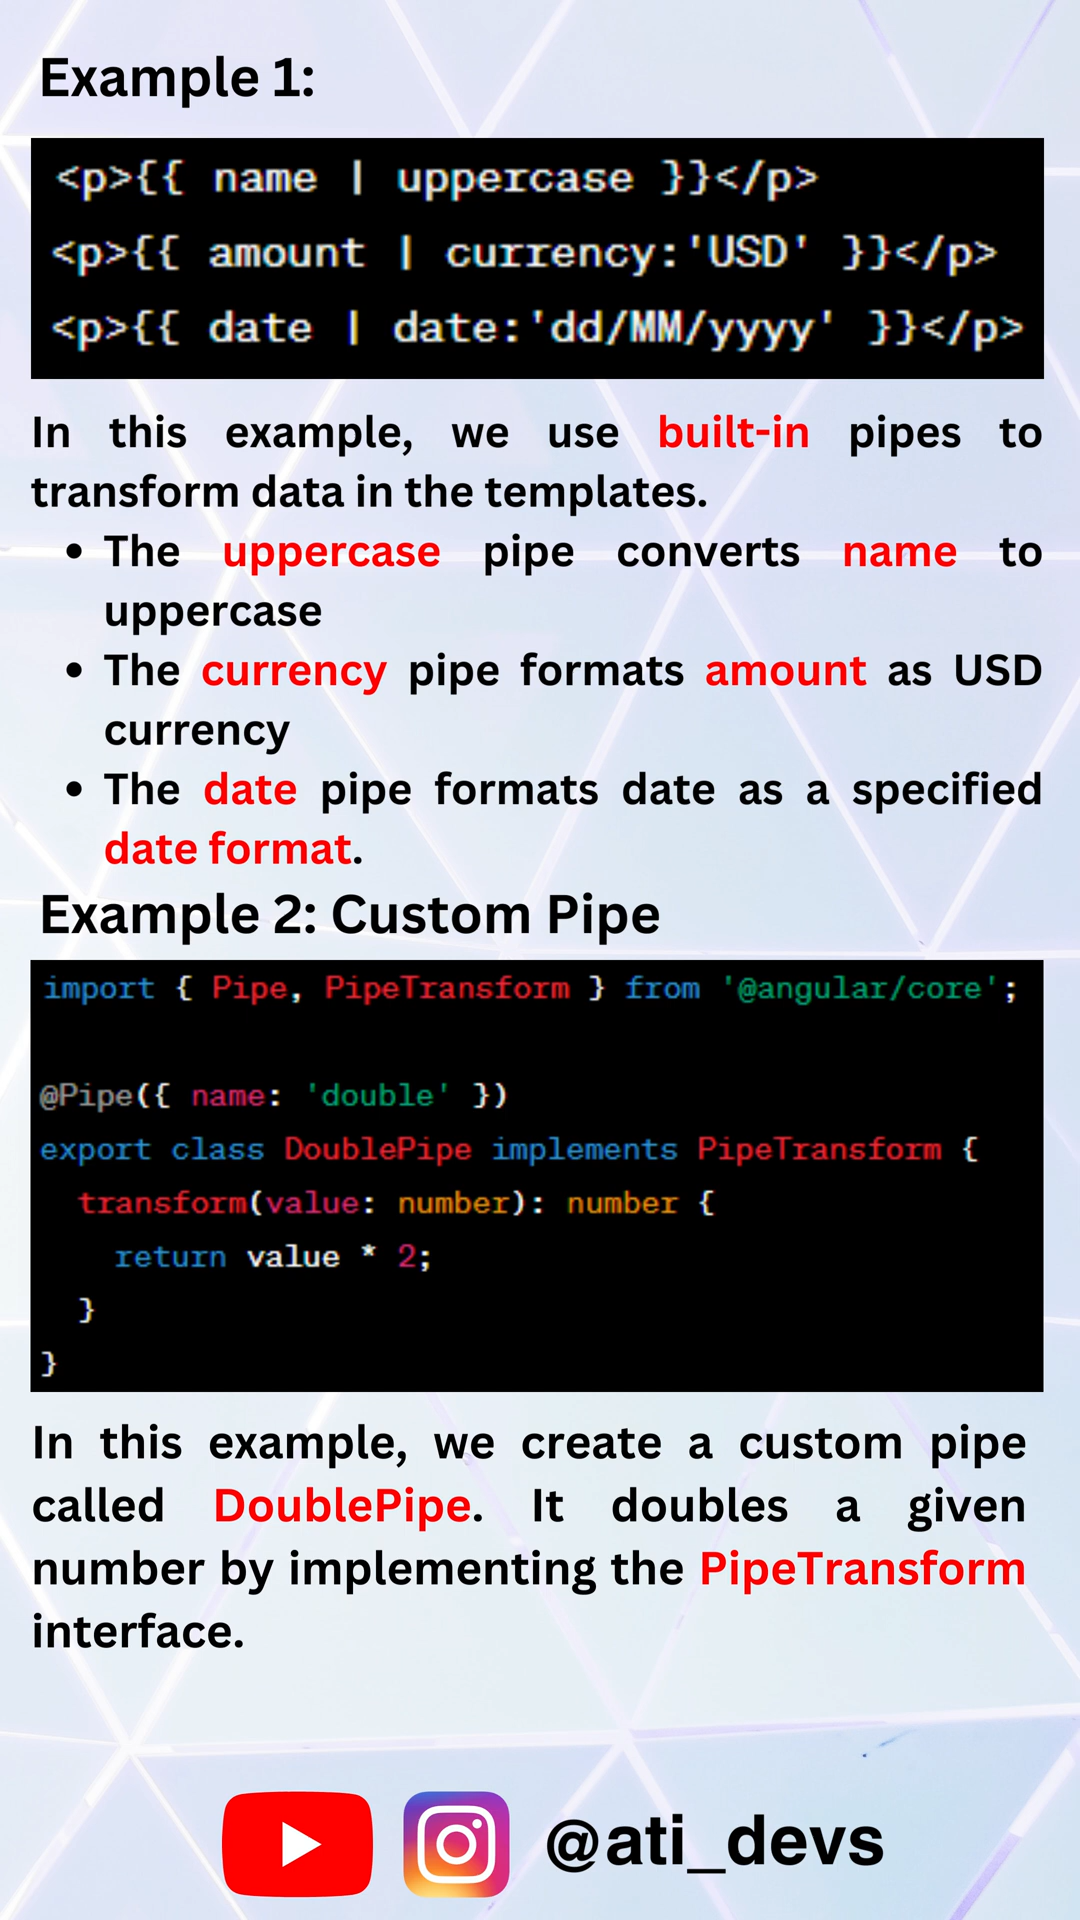 Example 1:
<p>{{ name | uppercase }}</p>
<p>{{ amount | currency:'USD' }}</p>
<p>{{ date | date:'dd/MM/yyyy' }}</p>
In this example, we use built-in pipes to
transform data in the templates.
• The uppercase pipe converts name to
uppercase
• The currency pipe formats amount as USD
currency
• The date pipe formats date as a specified
date format.
Example 2: Custom Pipe
import { Pipe, PipeTransform } from '@angular/core';
@Pipe({ name: 'double' })
export class DoublePipe implements PipeTransform {
transform(value: number): number {
return value * 2;
}
}
In this example, we create a custom pipe
called DoublePipe. It doubles a given
number by implementing the PipeTransform
interface.
@ati_devs